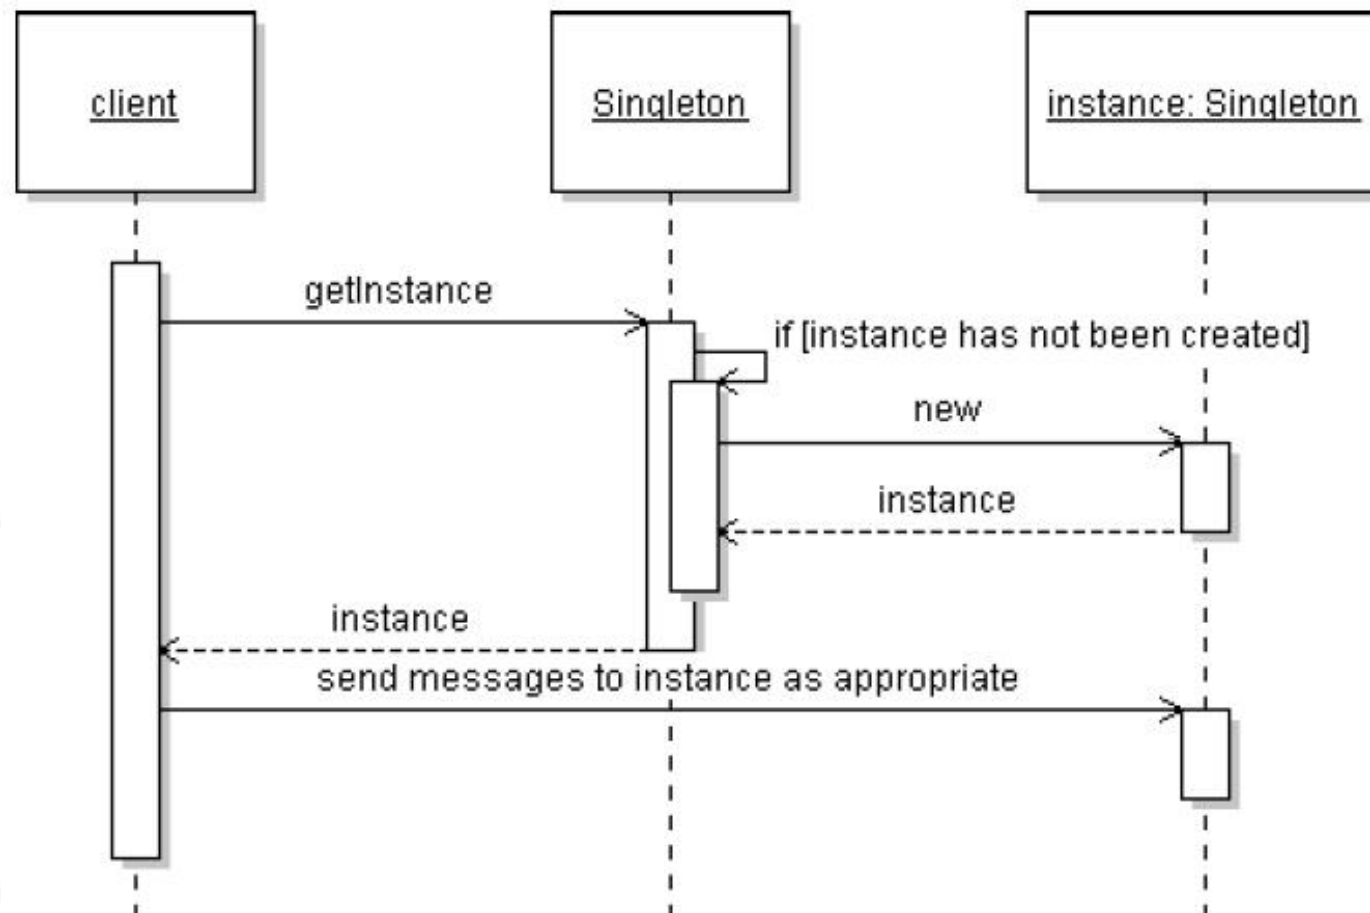 client
Singleton
instance: Singleton
getInstance
if [instance has not been created]
new
instance
instance
send messages to instance as appropriate